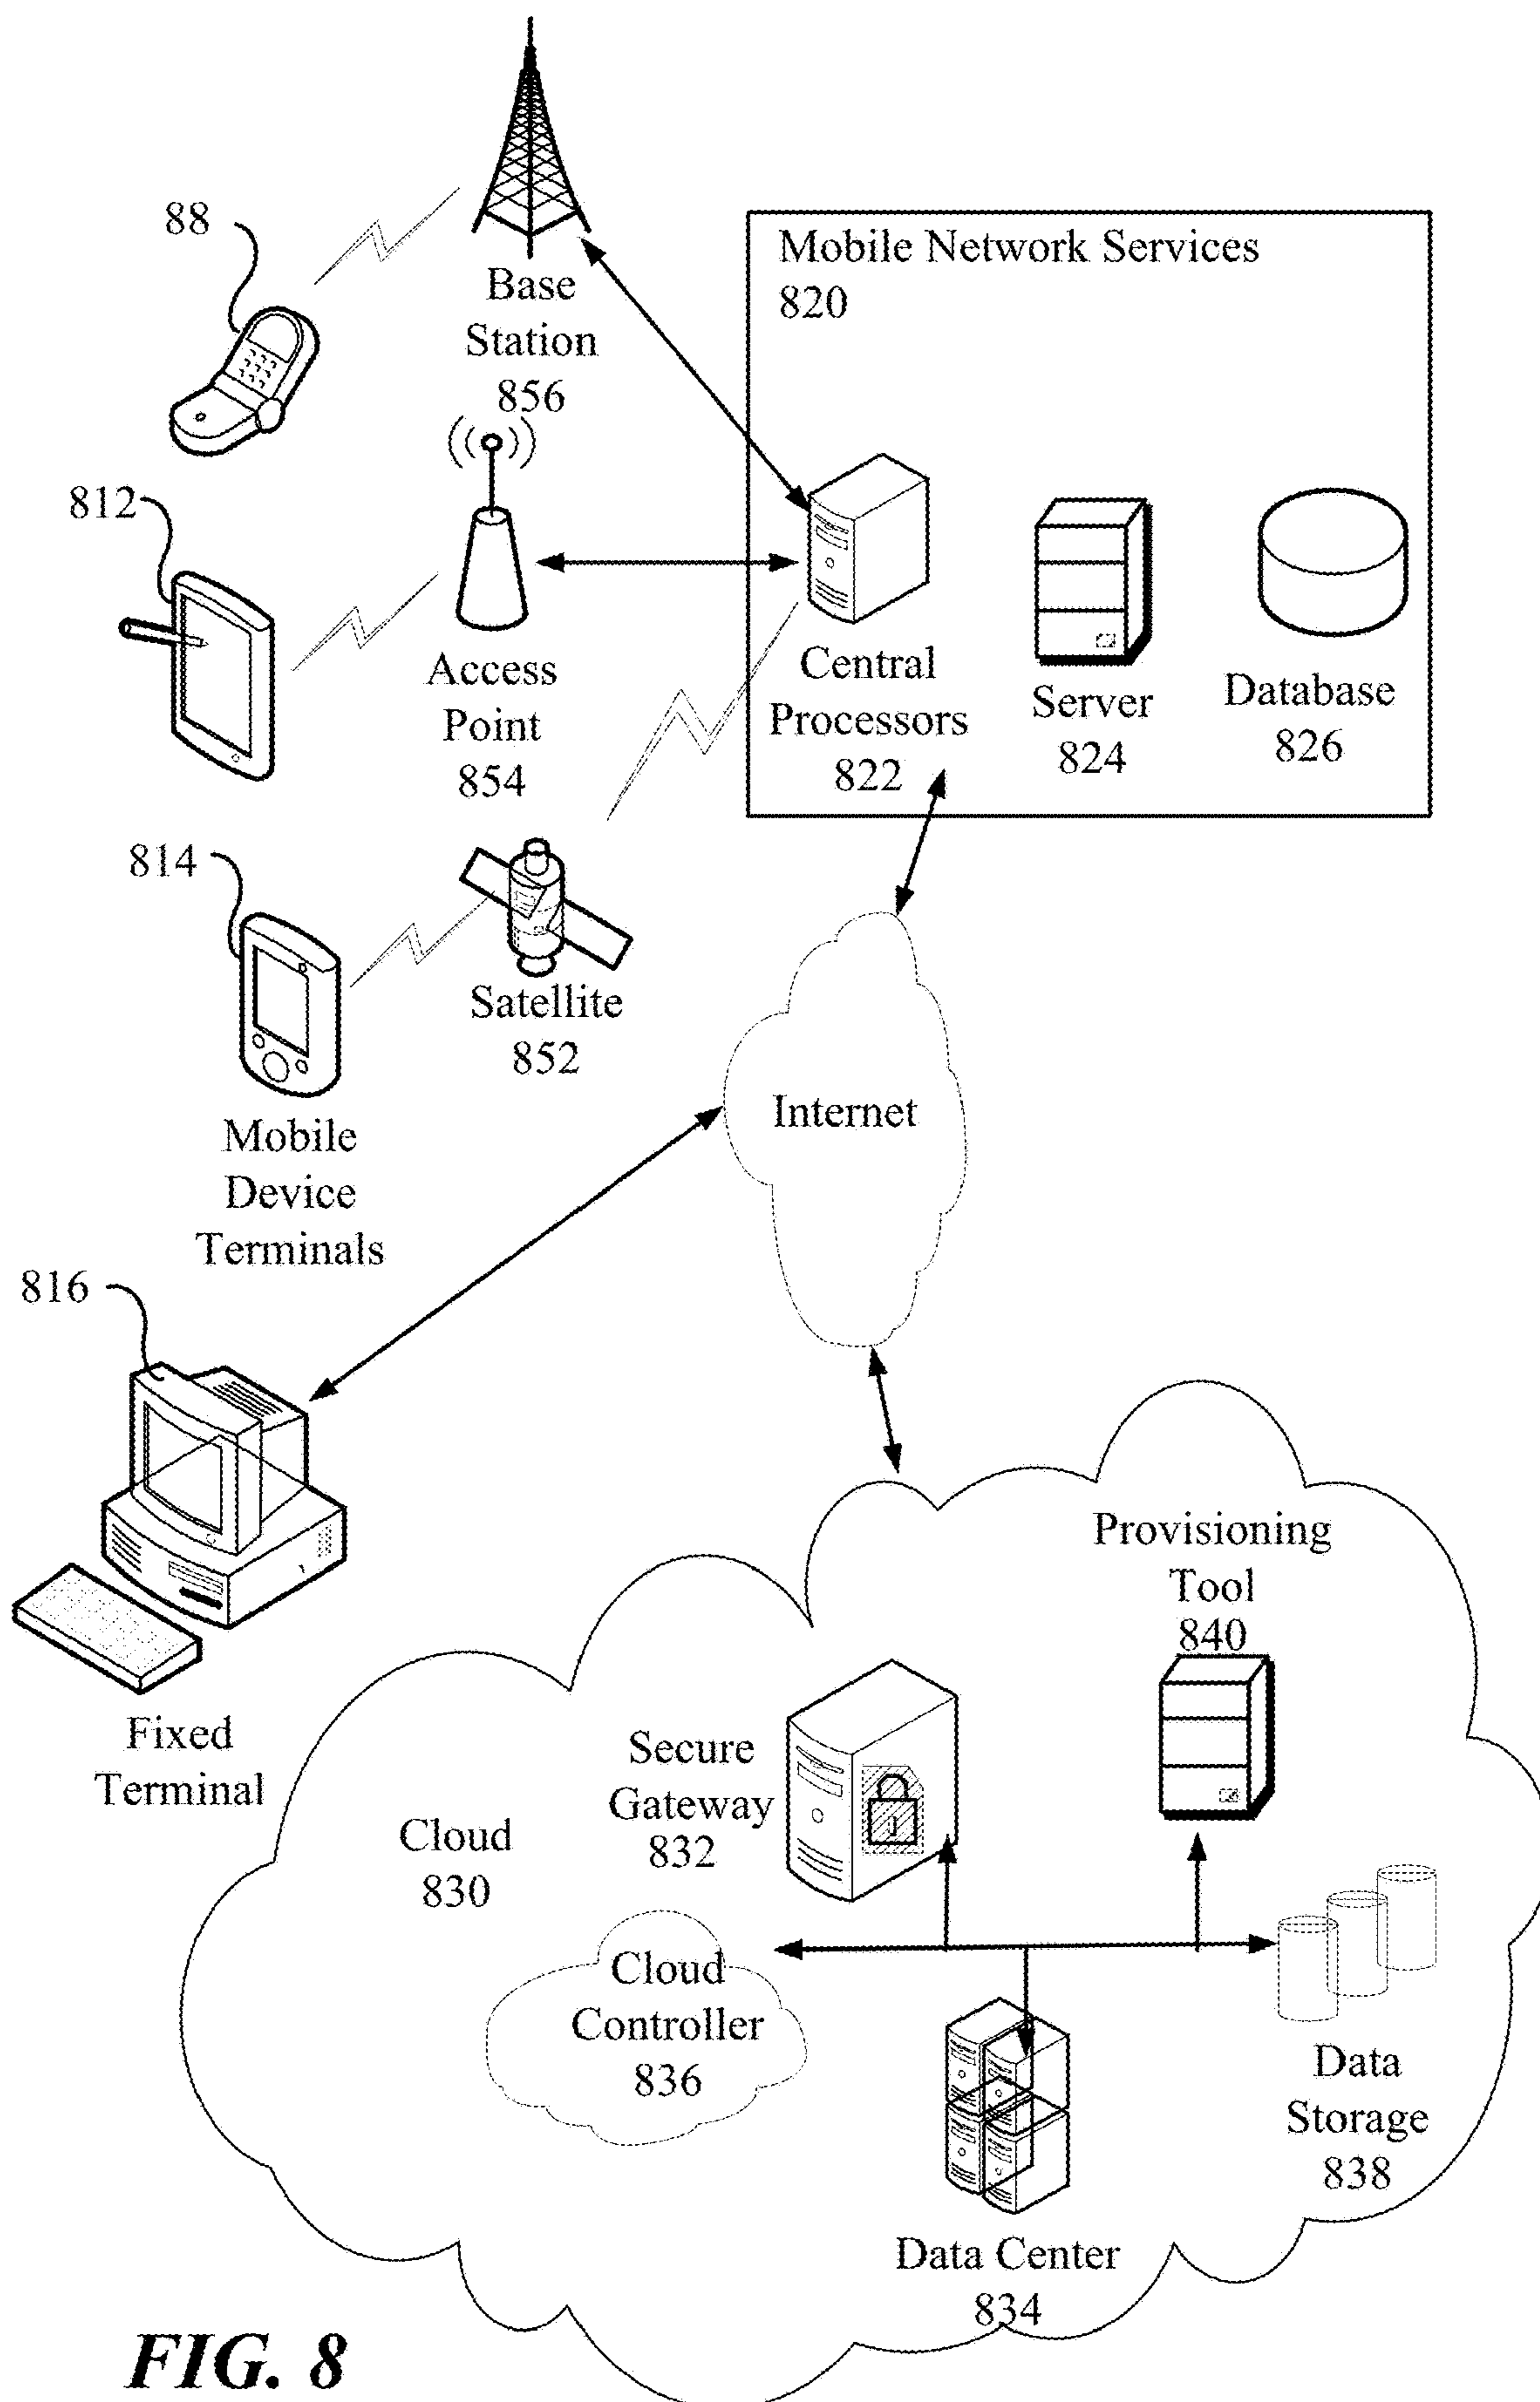 88
Base
Station
856
Mobile Network Services
820
812
Access
Point
854
Central
Processors
822
Server
824
Database
826
814
Satellite
852
Mobile
Device
Terminals
Internet
816
Fixed
Terminal
Provisioning
Tool
840
Secure
Gateway
832
Cloud
830
Cloud
Controller
836
Data
Storage
838
Data Center
834
FIG. 8